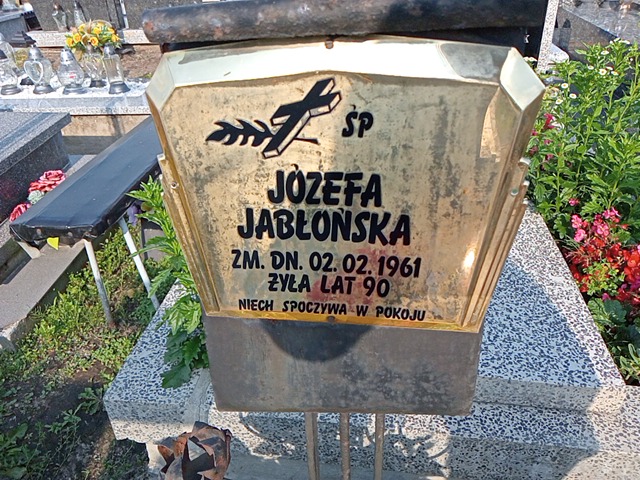 ŚP
JÓZEFA
JABŁOŃSKA
ZM. DN. 02. 02. 1961
ŻYŁA LAT 90
NIECH SPOCZYWA W POKOJU